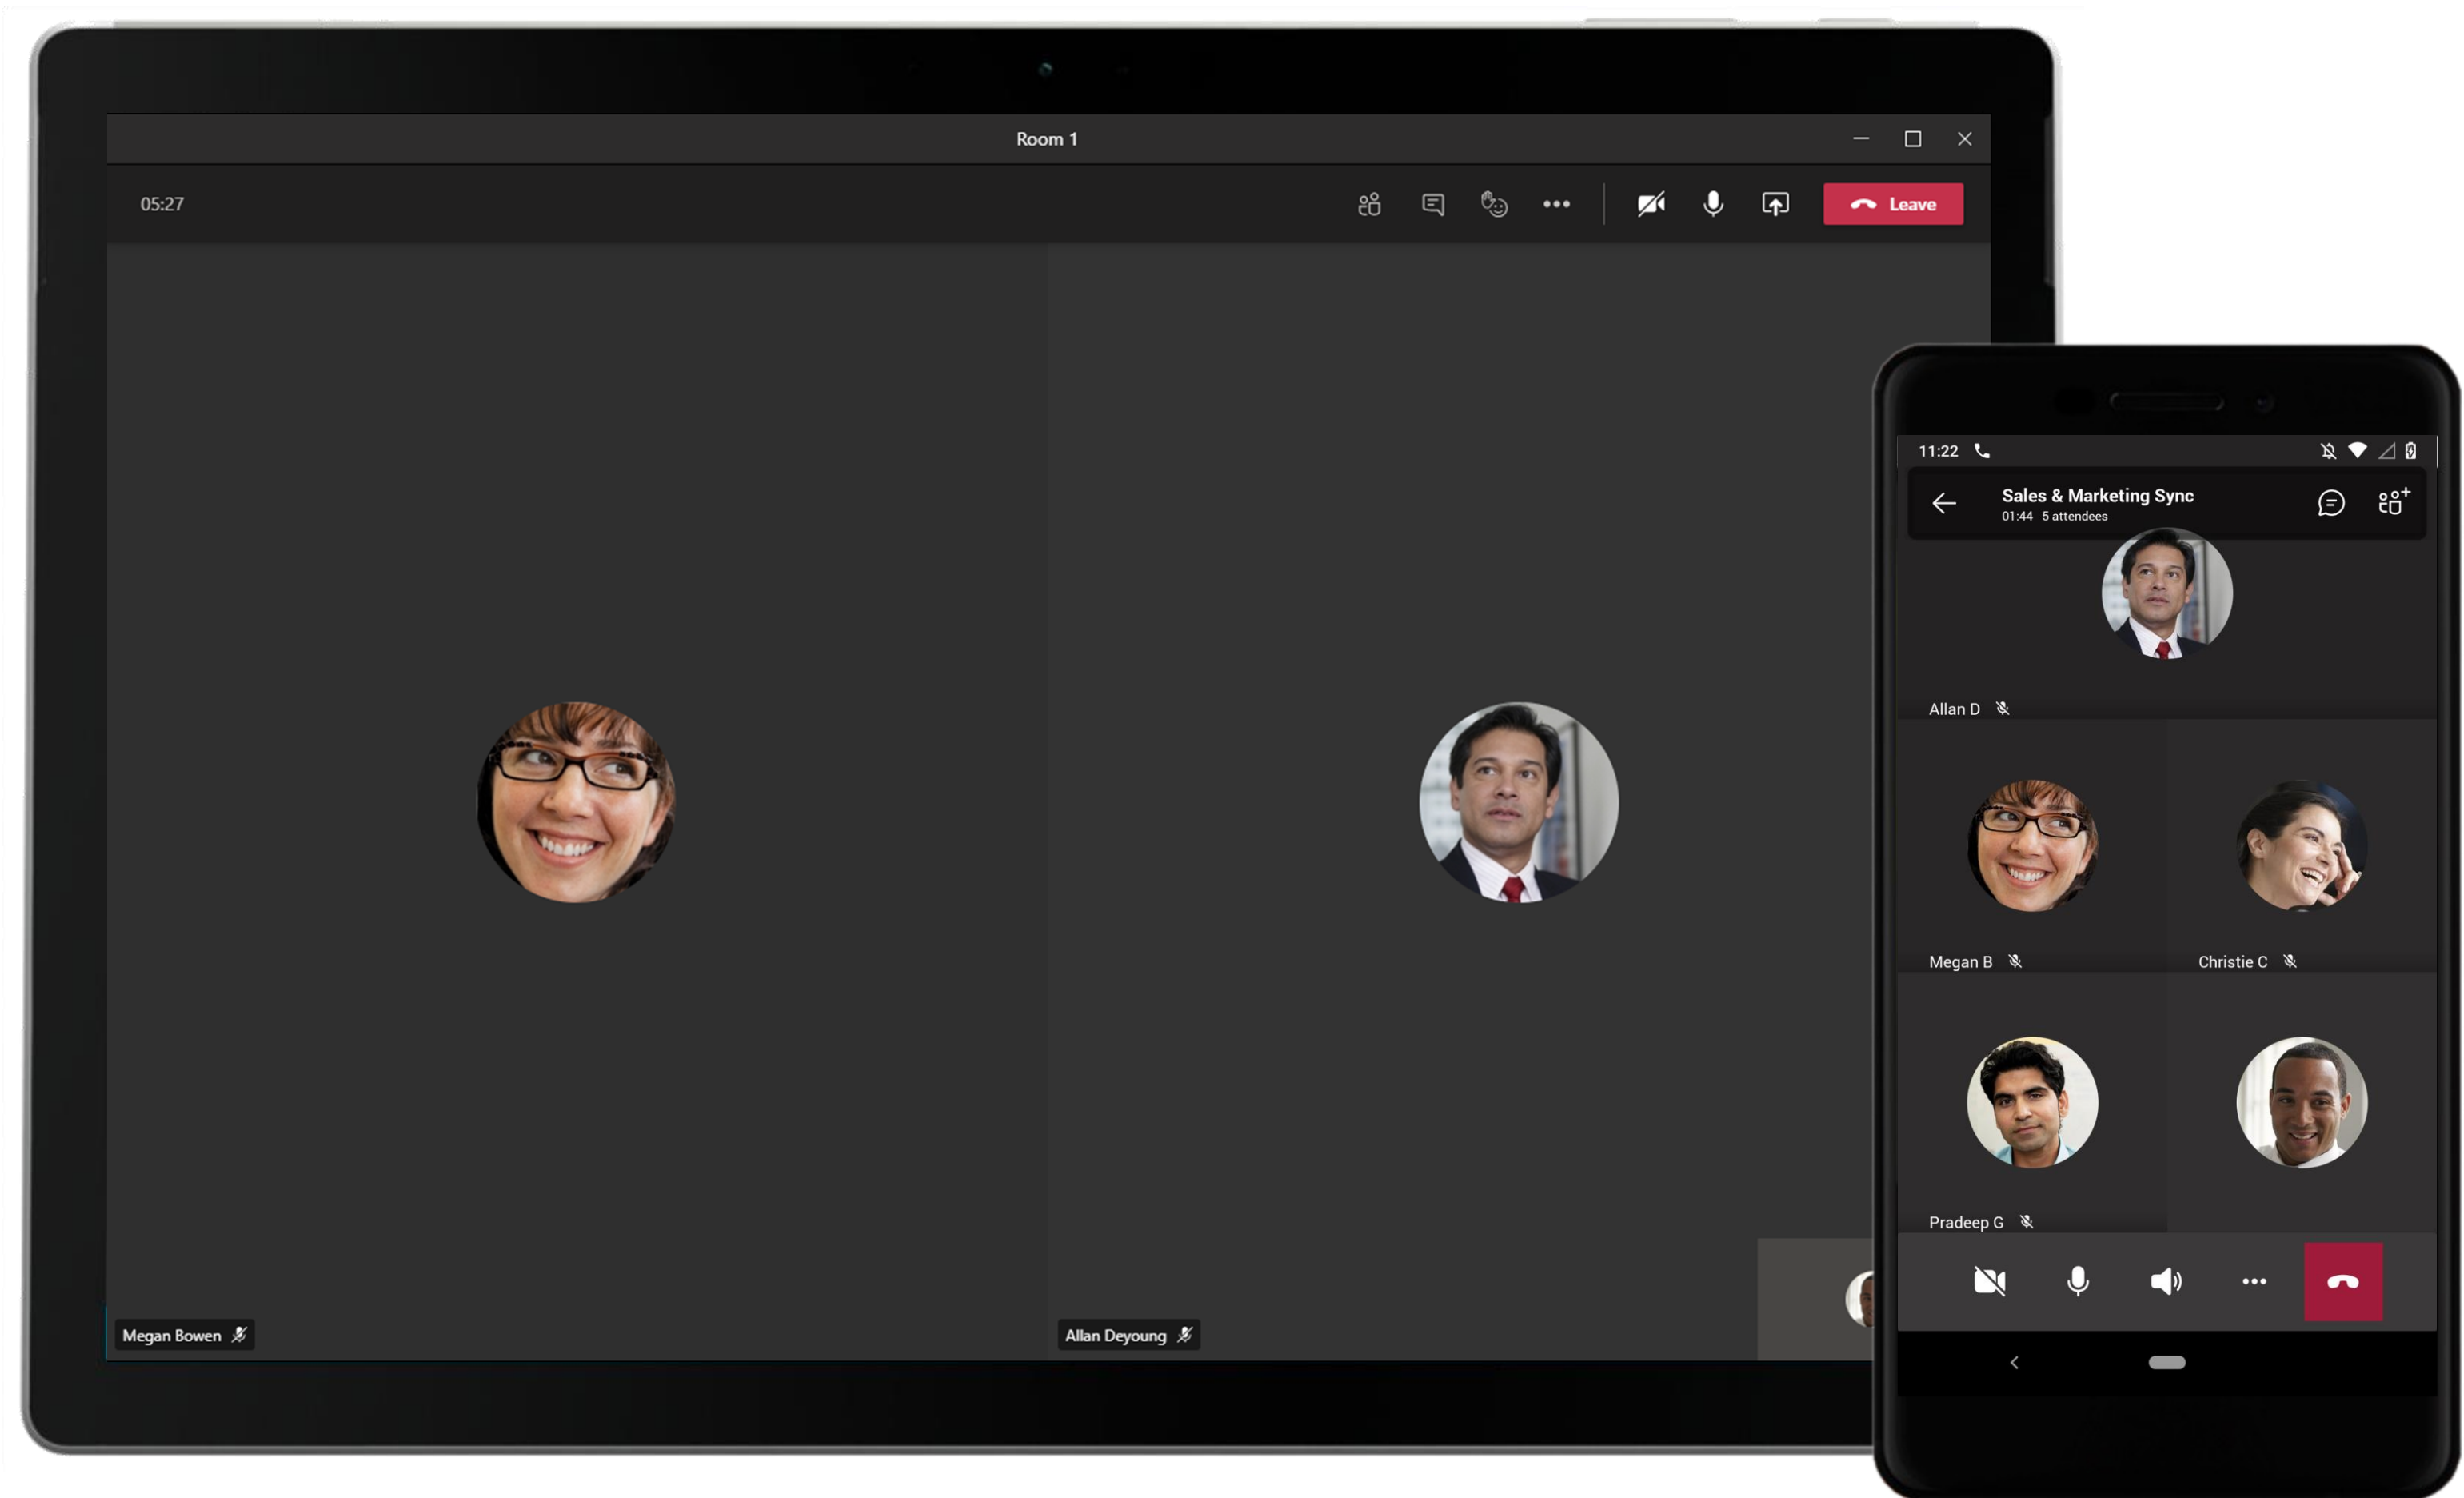 Room 1
05:27
Leave
Megan Bowen
Allan Deyoung
11:22
Sales & Marketing Sync
01:44 5 attendees
Allan D
Megan B
Christie C
Pradeep G